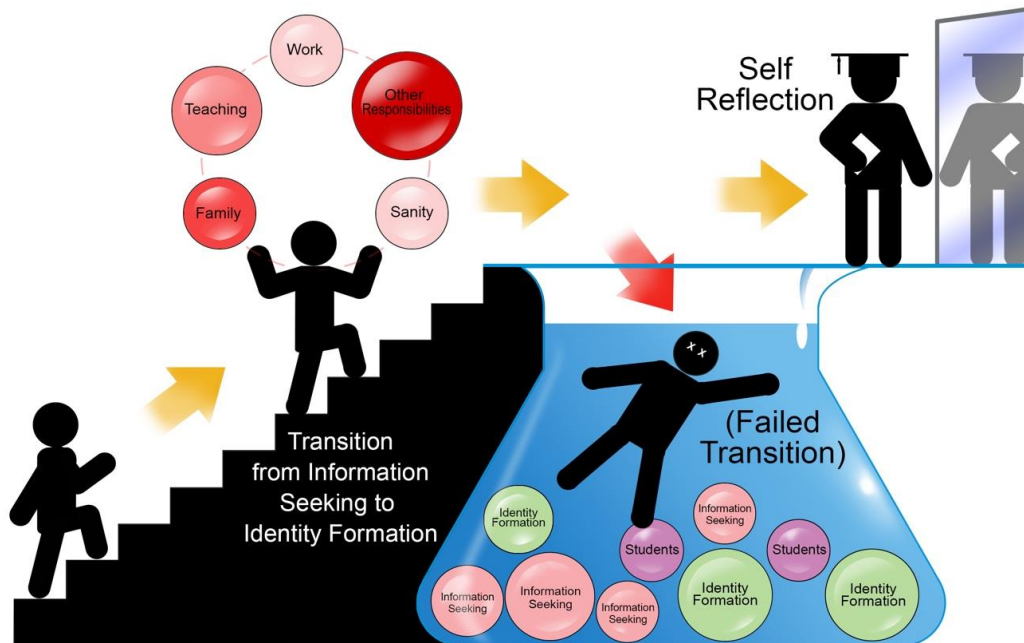 Work
Teaching
Other
Responsibilities
Family
Sanity
Self
Reflection
Transition
from Information
Seeking to
Identity Formation
x x
(Failed
Transition)
Identity
Formation
Information
Seeking
Students
Students
Information
Seeking
Information
Seeking
Information
Seeking
Identity
Formation
Identity
Formation